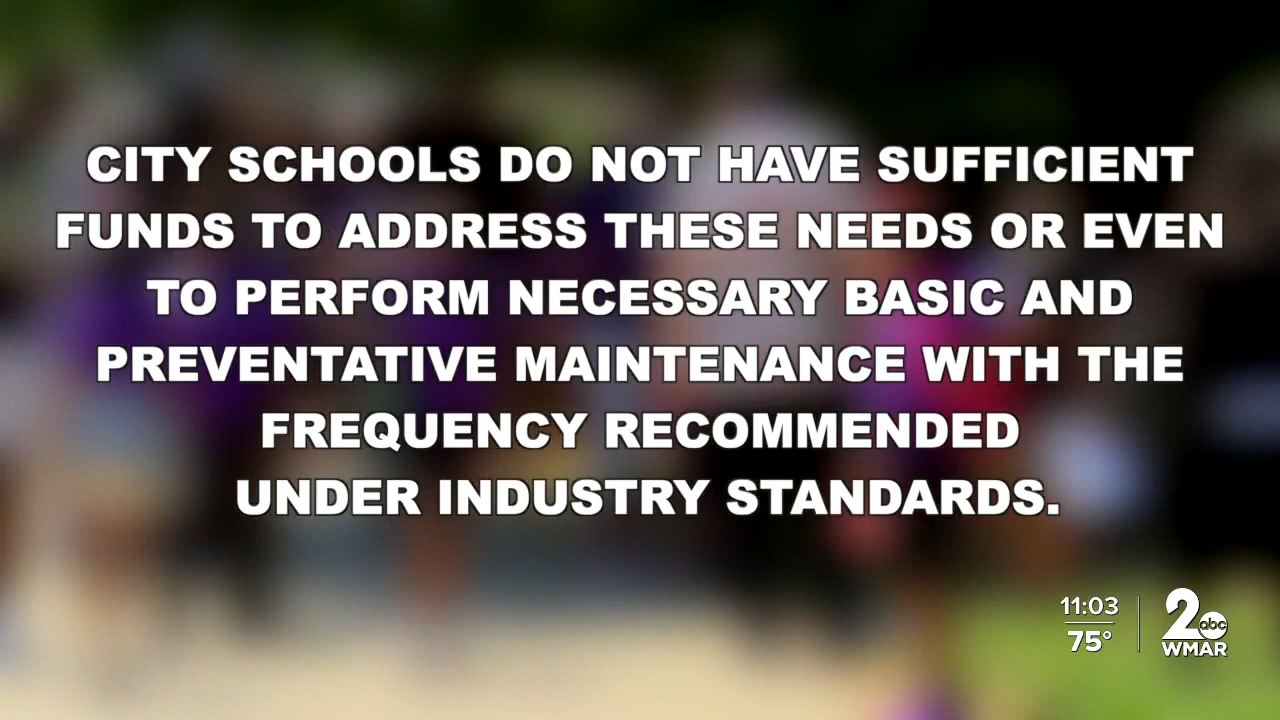 CITY SCHOOLS DO NOT HAVE SUFFICIENT
FUNDS TO ADDRESS THESE NEEDS OR EVEN
TO PERFORM NECESSARY BASIC AND
PREVENTATIVE MAINTENANCE WITH THE
FREQUENCY RECOMMENDED
UNDER INDUSTRY STANDARDS.
11:03
75°
2 abc
WMAR